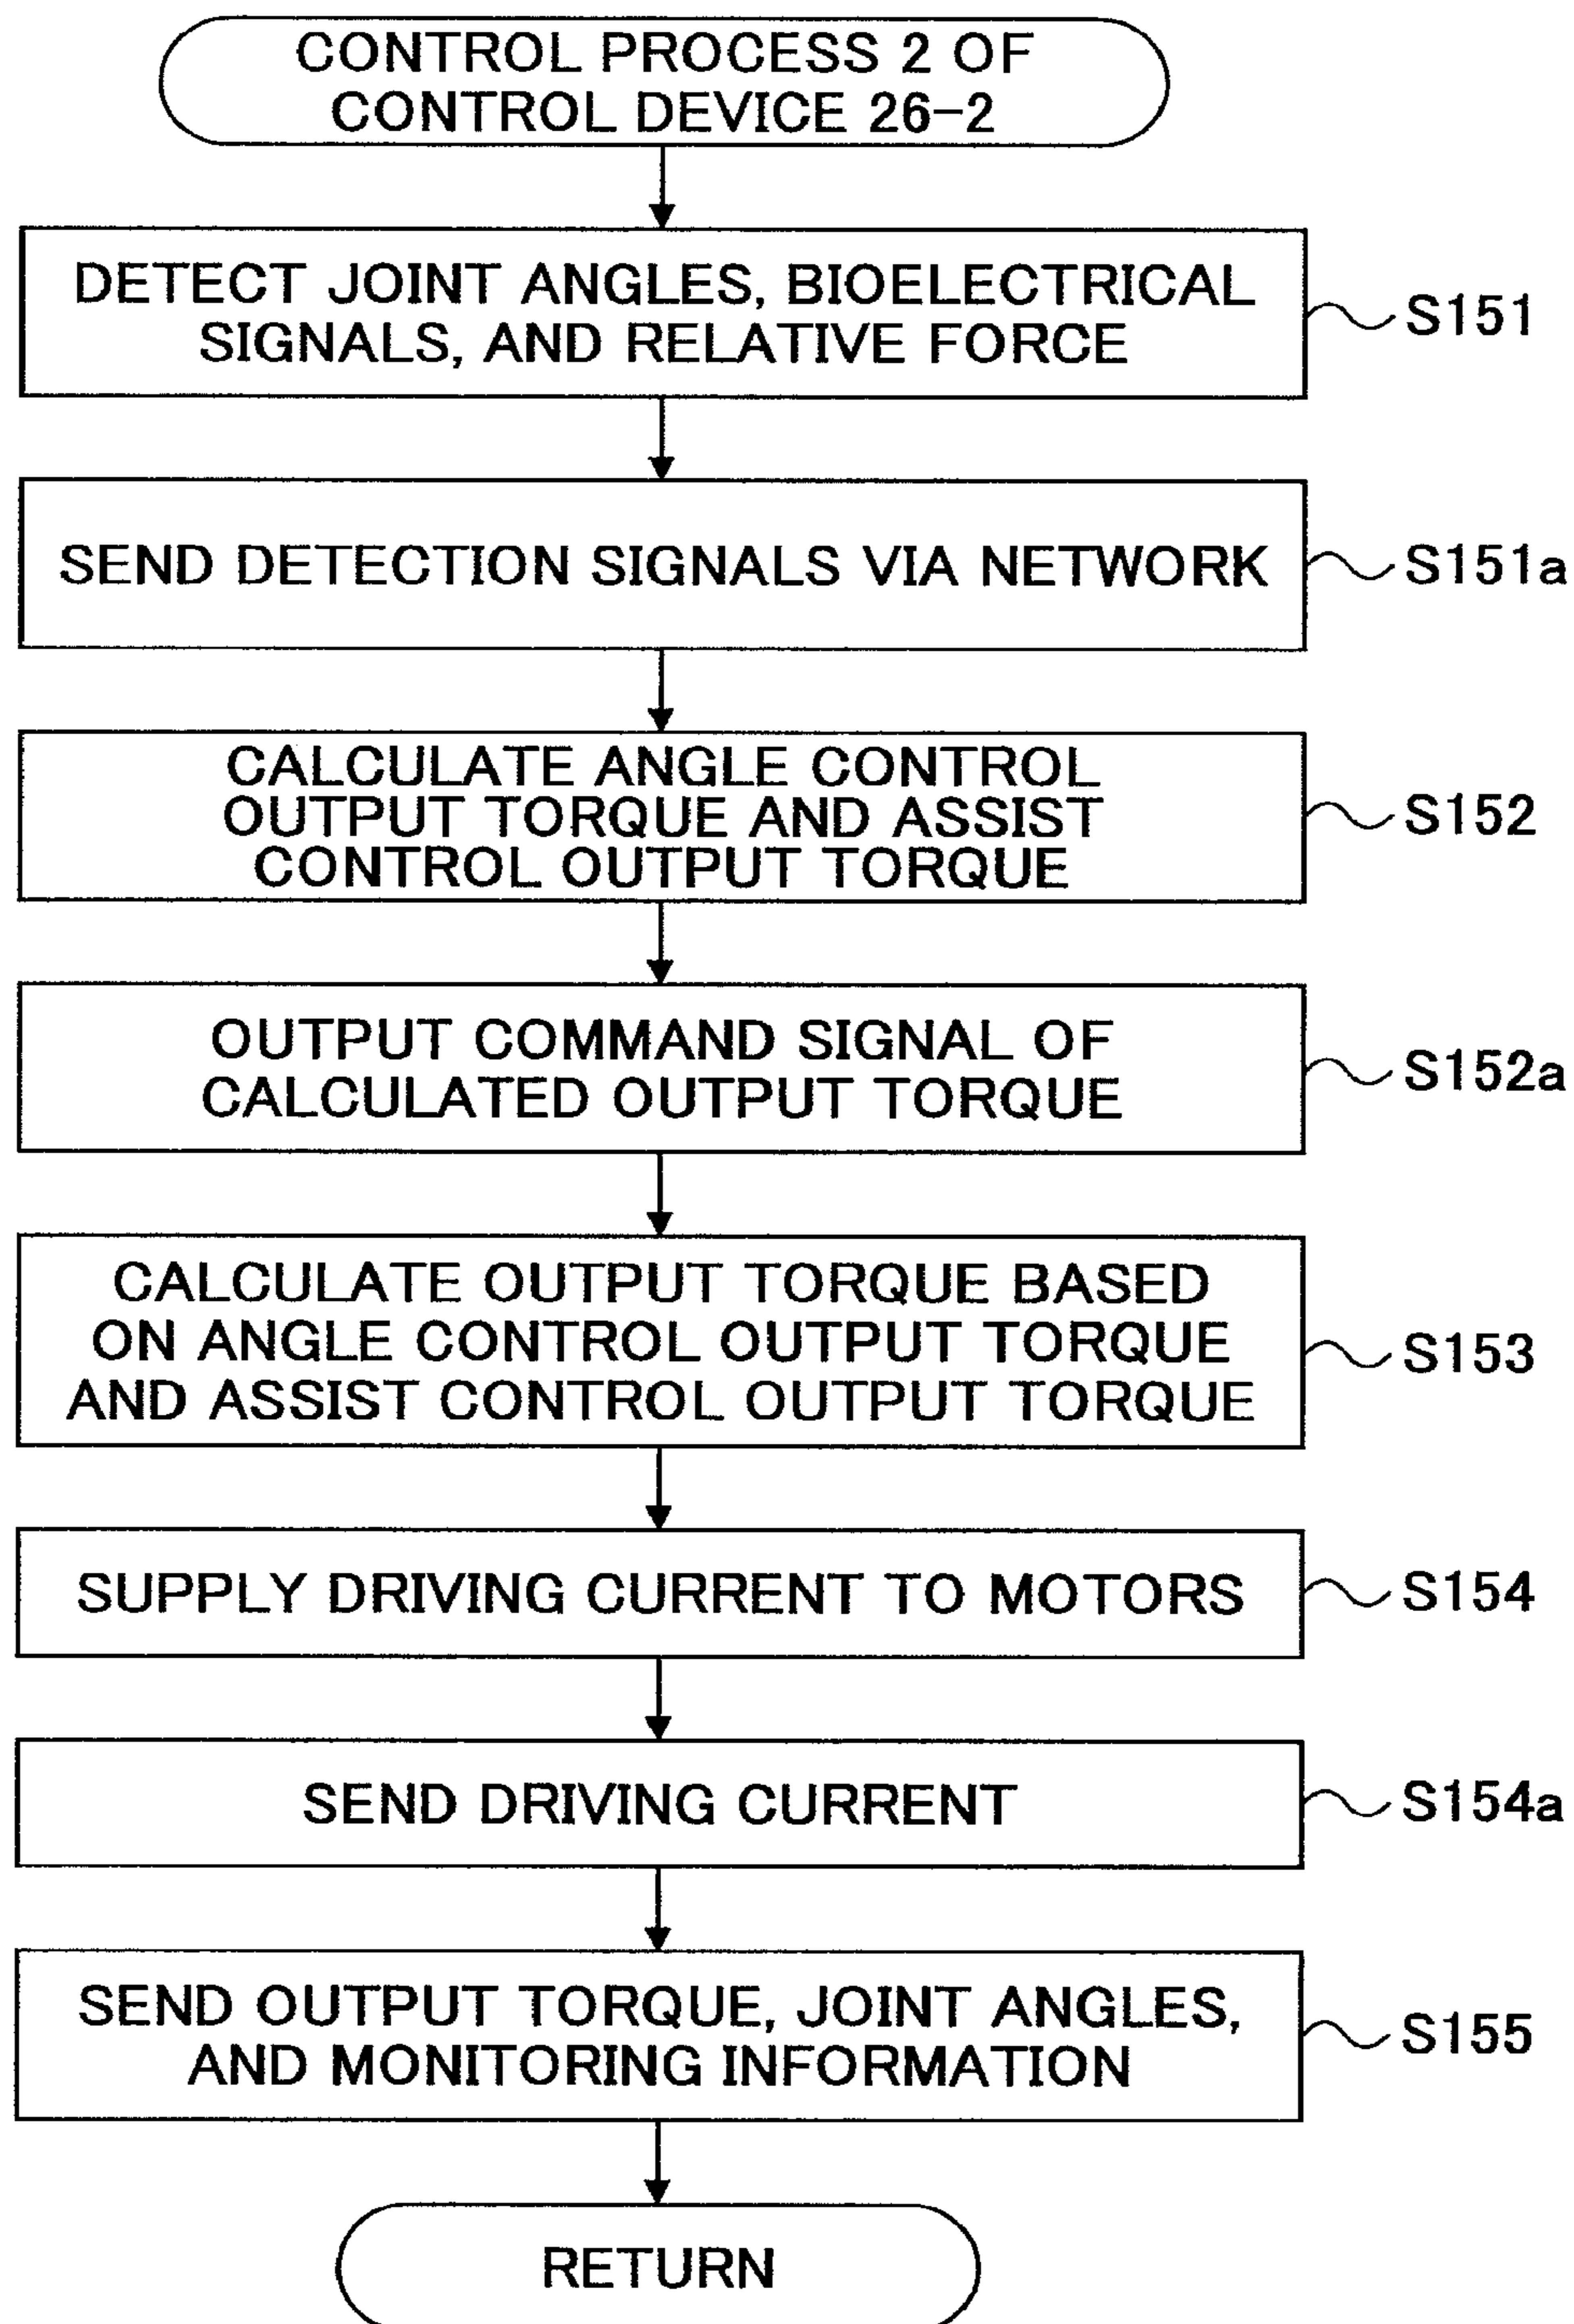 CONTROL PROCESS 2 OF
CONTROL DEVICE 26-2
DETECT JOINT ANGLES, BIOELECTRICAL
SIGNALS, AND RELATIVE FORCE
S151
SEND DETECTION SIGNALS VIA NETWORK
S151a
CALCULATE ANGLE CONTROL
OUTPUT TORQUE AND ASSIST
CONTROL OUTPUT TORQUE
S152
OUTPUT COMMAND SIGNAL OF
CALCULATED OUTPUT TORQUE
S152a
CALCULATE OUTPUT TORQUE BASED
ON ANGLE CONTROL OUTPUT TORQUE
AND ASSIST CONTROL OUTPUT TORQUE
S153
SUPPLY DRIVING CURRENT TO MOTORS
S154
SEND DRIVING CURRENT
S154a
SEND OUTPUT TORQUE, JOINT ANGLES,
AND MONITORING INFORMATION
S155
RETURN